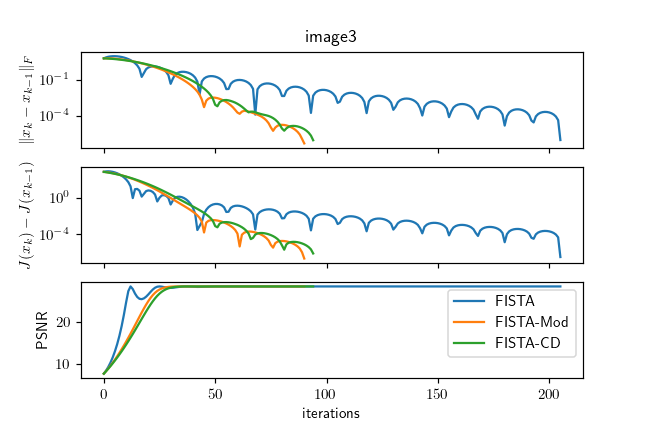 image3
‖x_k − x_{k−1}‖_F
10^{−1}
10^{−4}
J(x_k) − J(x_{k−1})
10^0
10^{−4}
PSNR
20
10
FISTA
FISTA-Mod
FISTA-CD
0 50 100 150 200
iterations